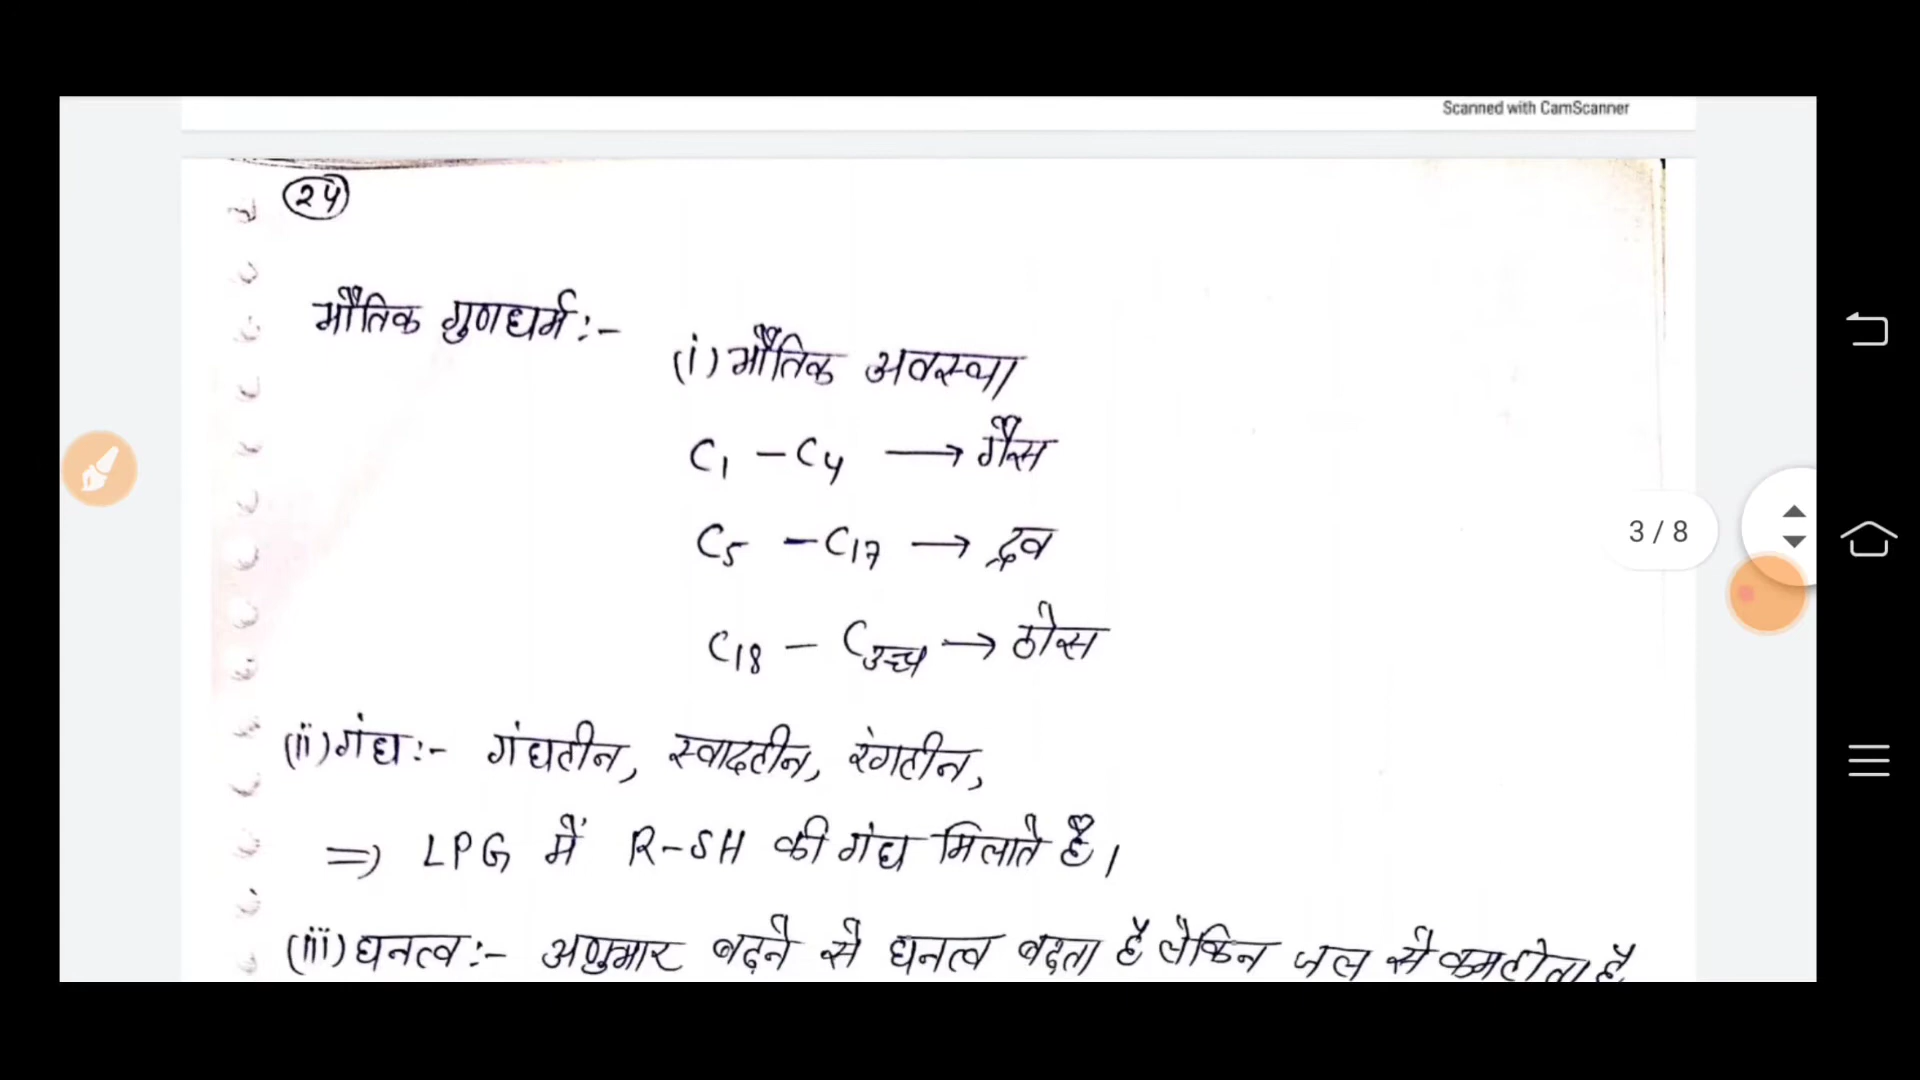 Scanned with CamScanner
24
भौतिक गुणधर्म :-
(i) भौतिक अवस्था
C₁ - C₄ → गैस
C₅ - C₁₇ → द्रव
3 / 8
C₁₈ - Cउच्च → ठोस
(ii) गंध :- गंधहीन, स्वादहीन, रंगहीन,
⇒ LPG में R-SH की गंध मिलाते हैं।
(iii) घनत्व :- अणुभार बढ़ने से घनत्व बढ़ता है लेकिन जल से कम होता है